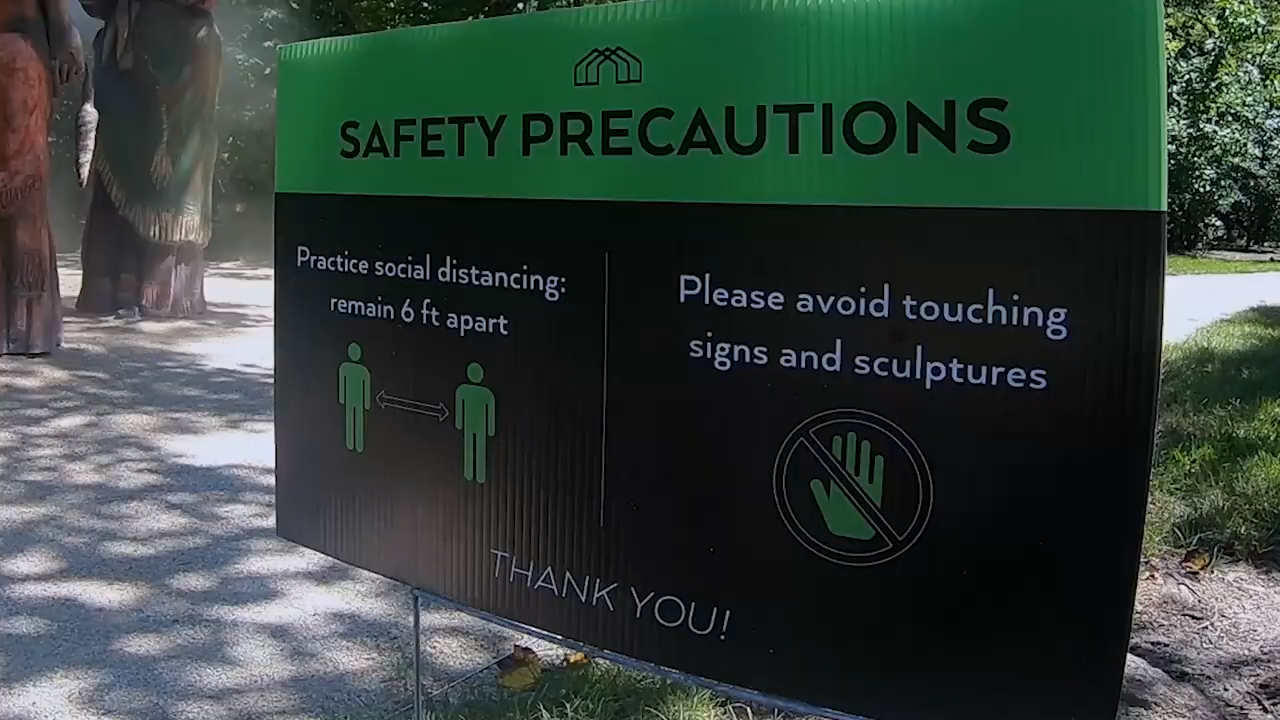 SAFETY PRECAUTIONS
Practice social distancing:
remain 6 ft apart
Please avoid touching
signs and sculptures
THANK YOU!